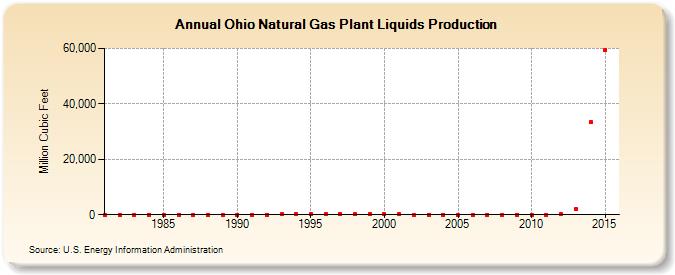 Annual Ohio Natural Gas Plant Liquids Production
Million Cubic Feet
60,000
40,000
20,000
0
1985 1990 1995 2000 2005 2010 2015
Source: U.S. Energy Information Administration